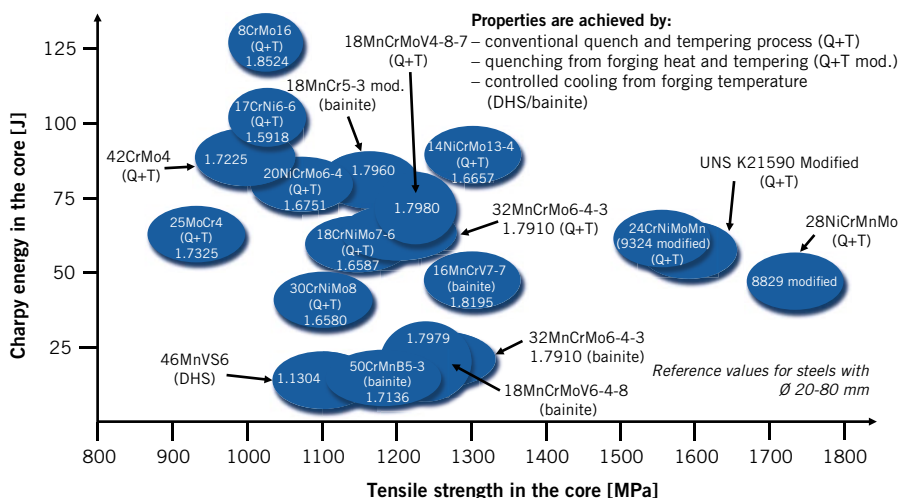 Properties are achieved by:
– conventional quench and tempering process (Q+T)
– quenching from forging heat and tempering (Q+T mod.)
– controlled cooling from forging temperature
(DHS/bainite)
Charpy energy in the core [J]
125
100
75
50
25
8CrMo16
(Q+T)
1.8524
18MnCrMoV4-8-7
(Q+T)
18MnCr5-3 mod.
(bainite)
17CrNi6-6
(Q+T)
1.5918
42CrMo4
(Q+T)
1.7225
20NiCrMo6-4
(Q+T)
1.6751
1.7960
14NiCrMo13-4
(Q+T)
1.6657
1.7980
UNS K21590 Modified
(Q+T)
25MoCr4
(Q+T)
1.7325
18CrNiMo7-6
(Q+T)
1.6587
32MnCrMo6-4-3
1.7910 (Q+T)
24CrNiMoMn
(9324 modified)
(Q+T)
28NiCrMnMo
(Q+T)
8829 modified
30CrNiMo8
(Q+T)
1.6580
16MnCrV7-7
(bainite)
1.8195
46MnVS6
(DHS)
1.1304
50CrMnB5-3
(bainite)
1.7136
1.7979
32MnCrMo6-4-3
1.7910 (bainite)
18MnCrMoV6-4-8
(bainite)
Reference values for steels with
Ø 20-80 mm
800 900 1000 1100 1200 1300 1400 1500 1600 1700 1800
Tensile strength in the core [MPa]